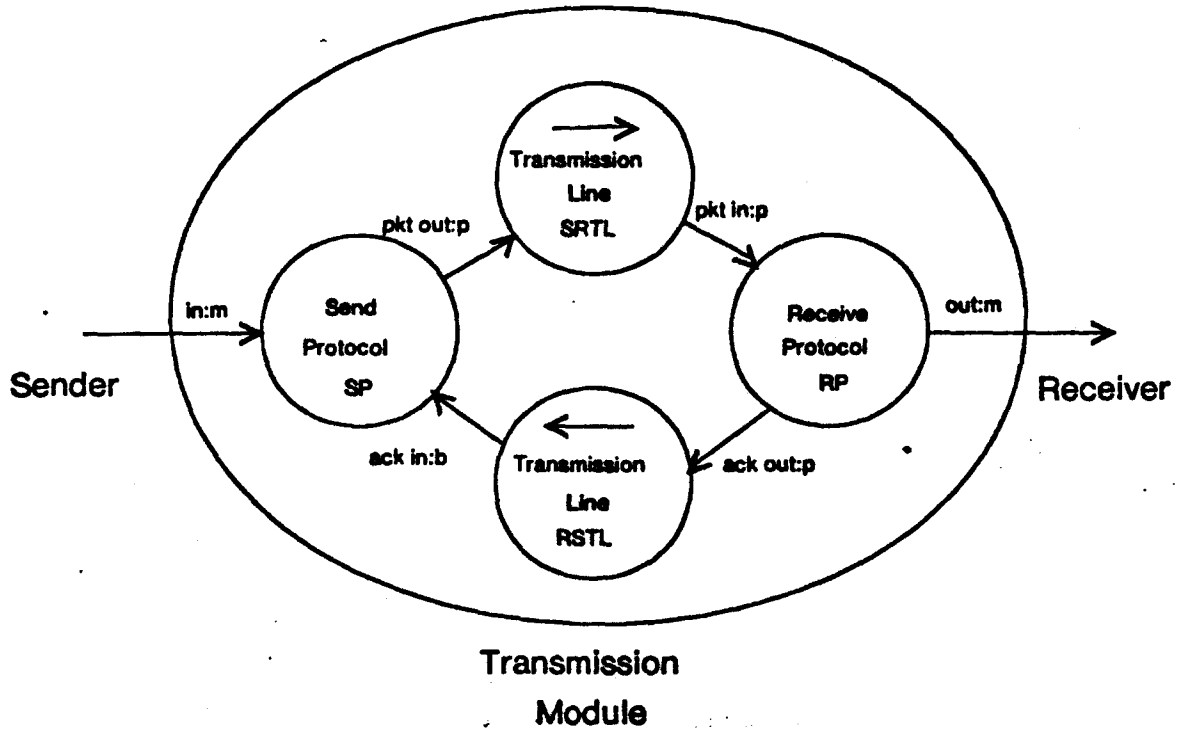 Transmission
Line
SRTL
pkt out:p
pkt in:p
in:m
Send
Protocol
SP
Receive
Protocol
RP
out:m
Sender
Receiver
ack in:b
Transmission
Line
RSTL
ack out:p
Transmission
Module